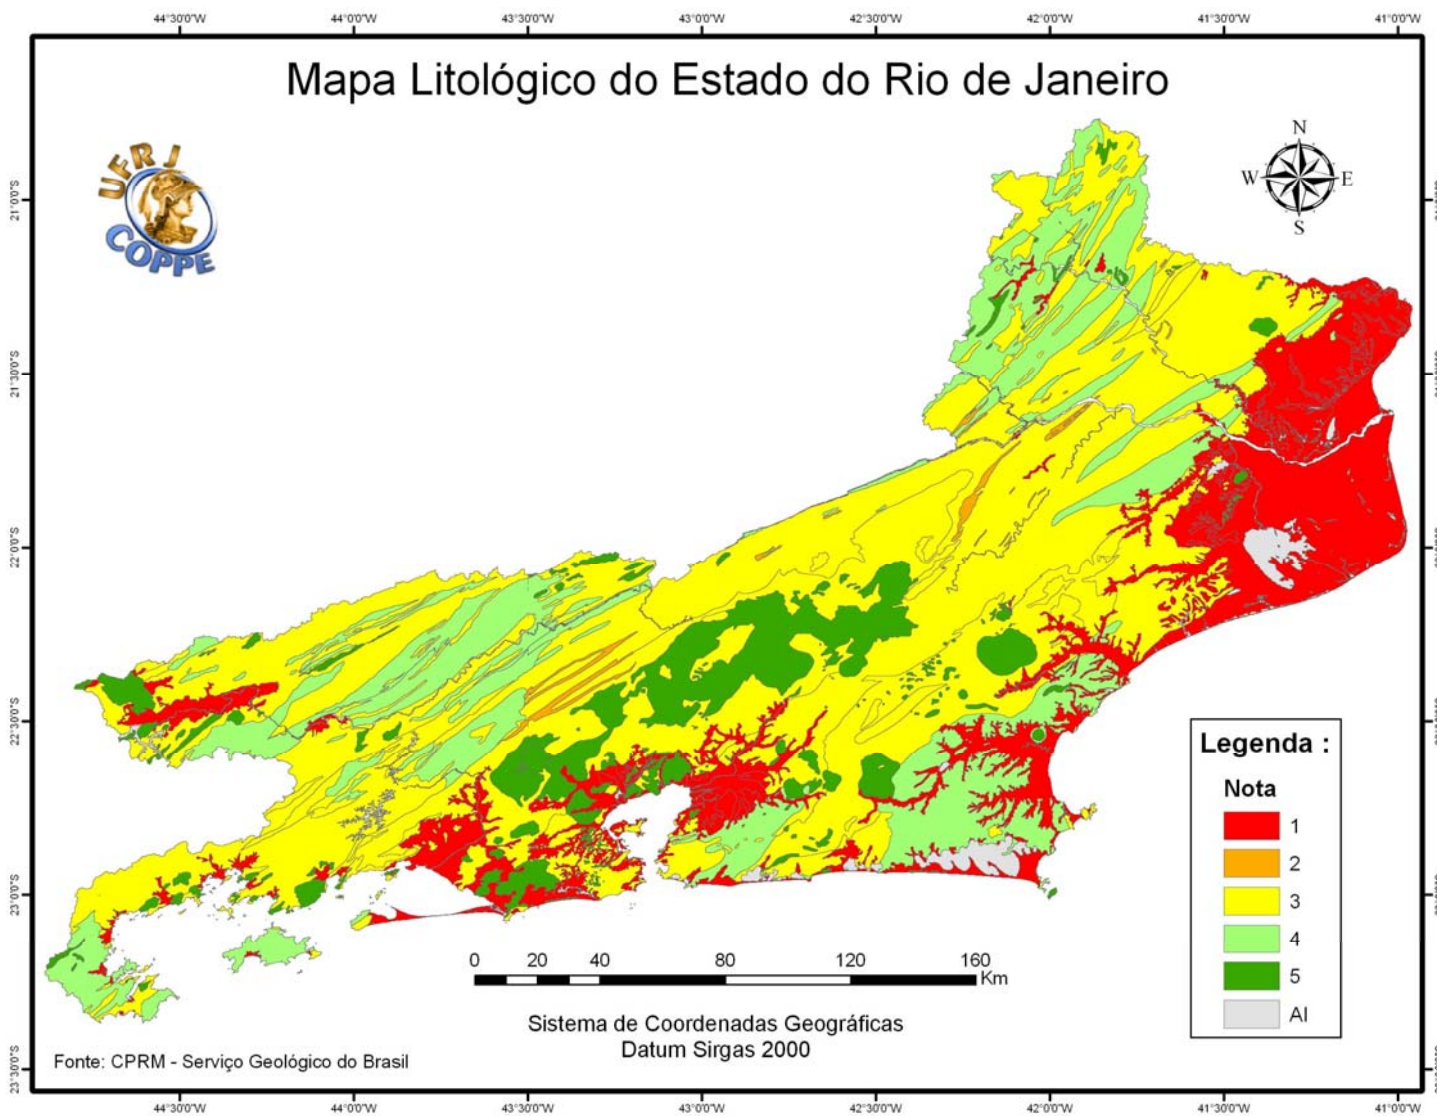 44°30'0"W 44°0'0"W 43°30'0"W 43°0'0"W 42°30'0"W 42°0'0"W 41°30'0"W 41°0'0"W
Mapa Litológico do Estado do Rio de Janeiro
UFRJ
COPPE
N
W E
S
21°0'0"S
21°30'0"S
22°0'0"S
22°30'0"S
23°0'0"S
23°30'0"S
Legenda :
Nota
1
2
3
4
5
AI
0 20 40 80 120 160
Km
Sistema de Coordenadas Geográficas
Datum Sirgas 2000
Fonte: CPRM - Serviço Geológico do Brasil
44°30'0"W 44°0'0"W 43°30'0"W 43°0'0"W 42°30'0"W 42°0'0"W 41°30'0"W 41°0'0"W